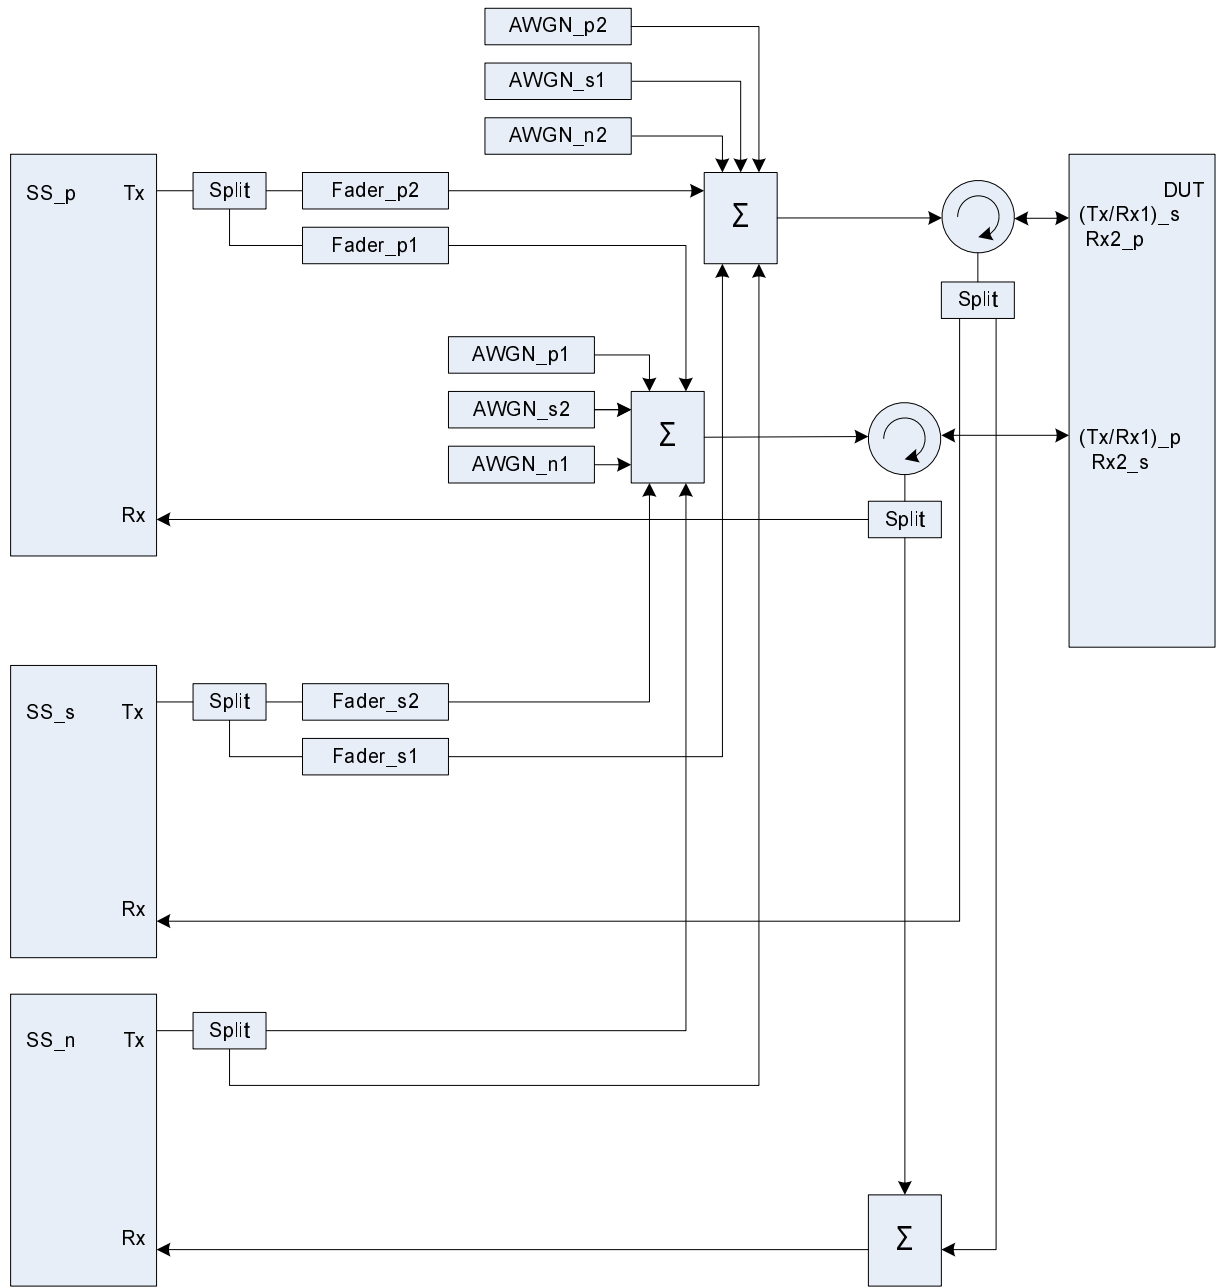 AWGN_p2
AWGN_s1
AWGN_n2
SS_p Tx
Split
Fader_p2
Σ
DUT
(Tx/Rx1)_s
Rx2_p
Fader_p1
Split
AWGN_p1
AWGN_s2
Σ
AWGN_n1
(Tx/Rx1)_p
Rx2_s
Rx
Split
SS_s Tx
Split
Fader_s2
Fader_s1
Rx
SS_n Tx
Split
Rx
Σ